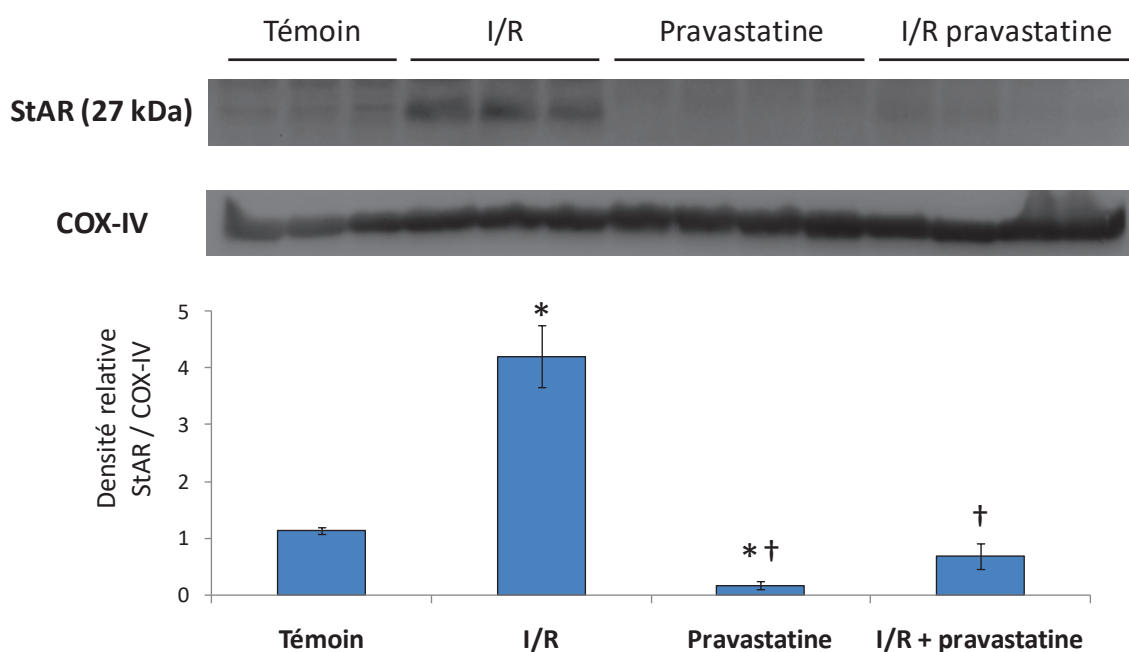 Témoin I/R Pravastatine I/R pravastatine
StAR (27 kDa)
COX-IV
Densité relative
StAR / COX-IV
5
4
3
2
1
0
*
* †
†
Témoin I/R Pravastatine I/R + pravastatine